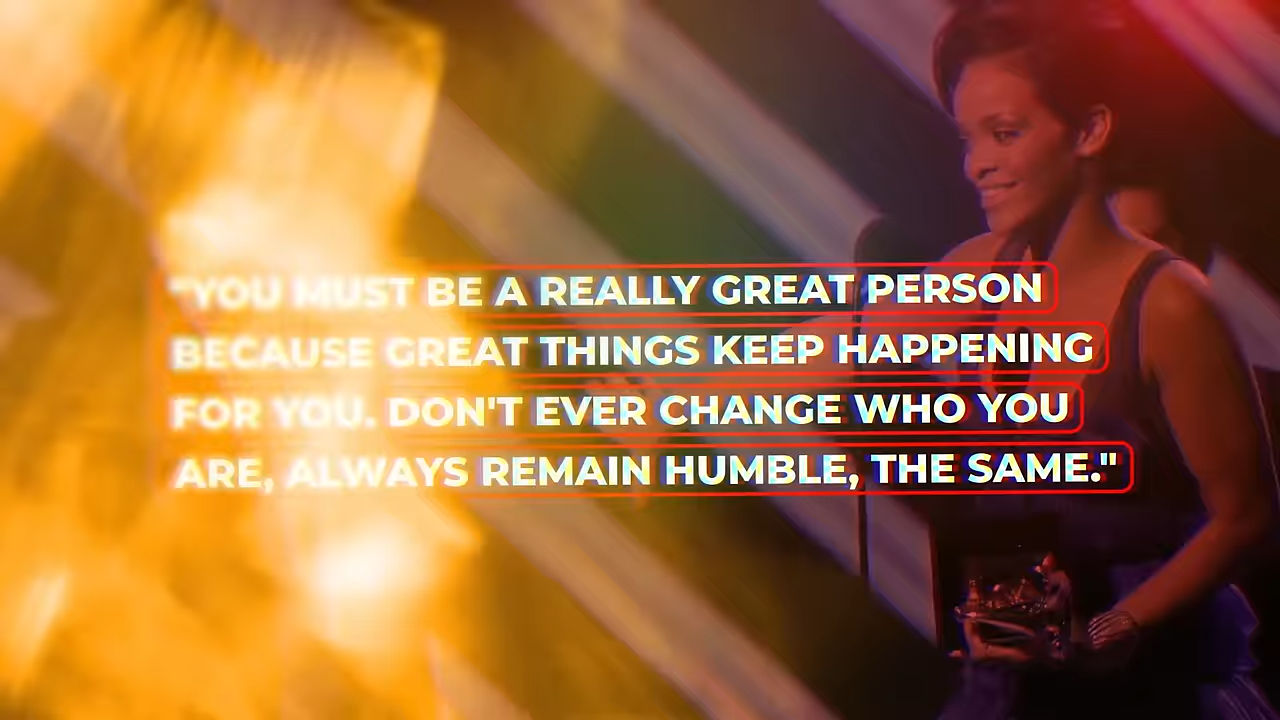 "YOU MUST BE A REALLY GREAT PERSON
BECAUSE GREAT THINGS KEEP HAPPENING
FOR YOU. DON'T EVER CHANGE WHO YOU
ARE, ALWAYS REMAIN HUMBLE, THE SAME."